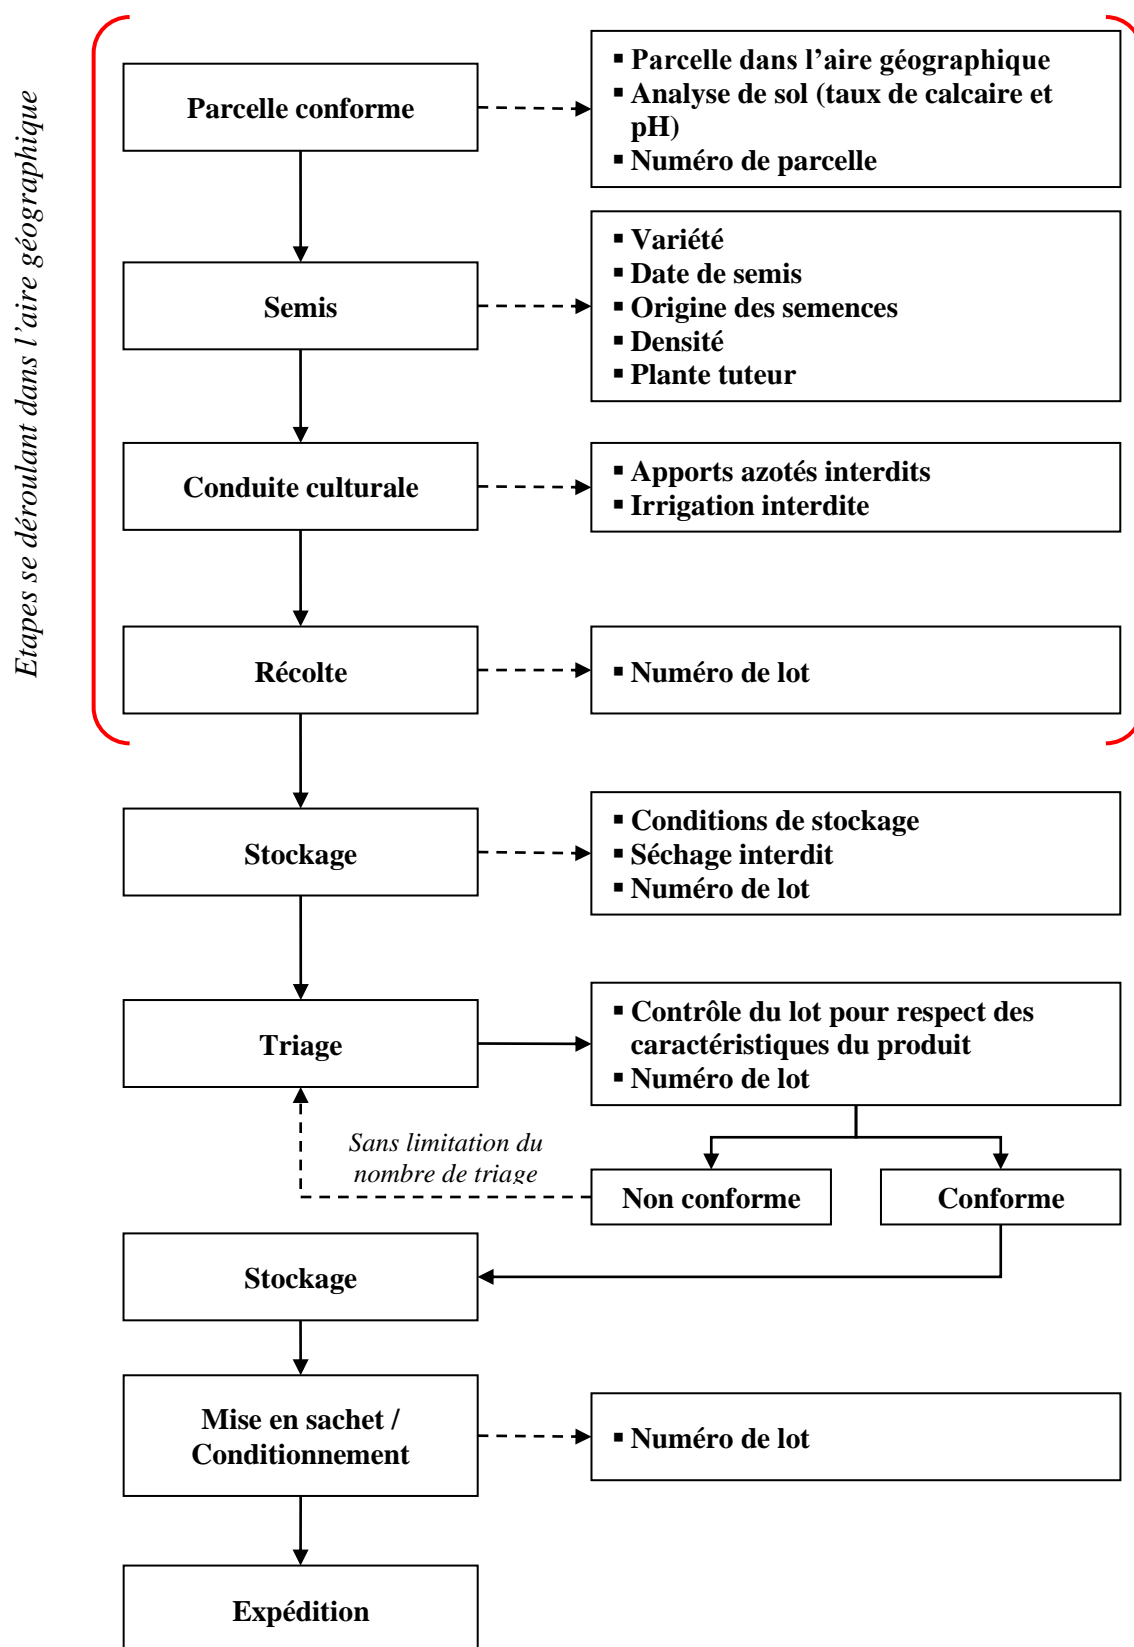 Etapes se déroulant dans l'aire géographique
Parcelle conforme
▪ Parcelle dans l'aire géographique
▪ Analyse de sol (taux de calcaire et
pH)
▪ Numéro de parcelle
Semis
▪ Variété
▪ Date de semis
▪ Origine des semences
▪ Densité
▪ Plante tuteur
Conduite culturale
▪ Apports azotés interdits
▪ Irrigation interdite
Récolte
▪ Numéro de lot
Stockage
▪ Conditions de stockage
▪ Séchage interdit
▪ Numéro de lot
Triage
▪ Contrôle du lot pour respect des
caractéristiques du produit
▪ Numéro de lot
Sans limitation du
nombre de triage
Non conforme
Conforme
Stockage
Mise en sachet /
Conditionnement
▪ Numéro de lot
Expédition